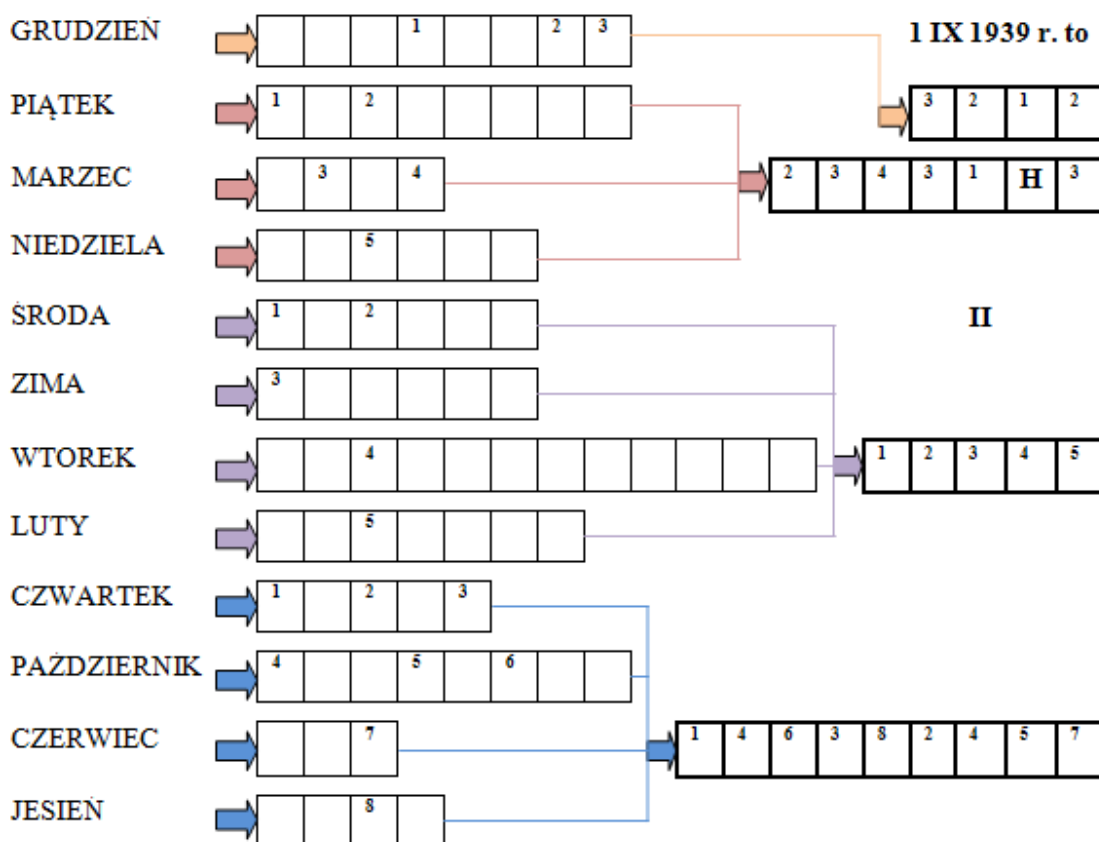 GRUDZIEŃ 1 2 3 1 IX 1939 r. to
3 2 1 2
PIĄTEK 1 2
MARZEC 3 4
2 3 4 3 1 H 3
NIEDZIELA 5
ŚRODA 1 2 II
ZIMA 3
WTOREK 4
1 2 3 4 5
LUTY 5
CZWARTEK 1 2 3
PAŹDZIERNIK 4 5 6
CZERWIEC 7
1 4 6 3 8 2 4 5 7
JESIEŃ 8